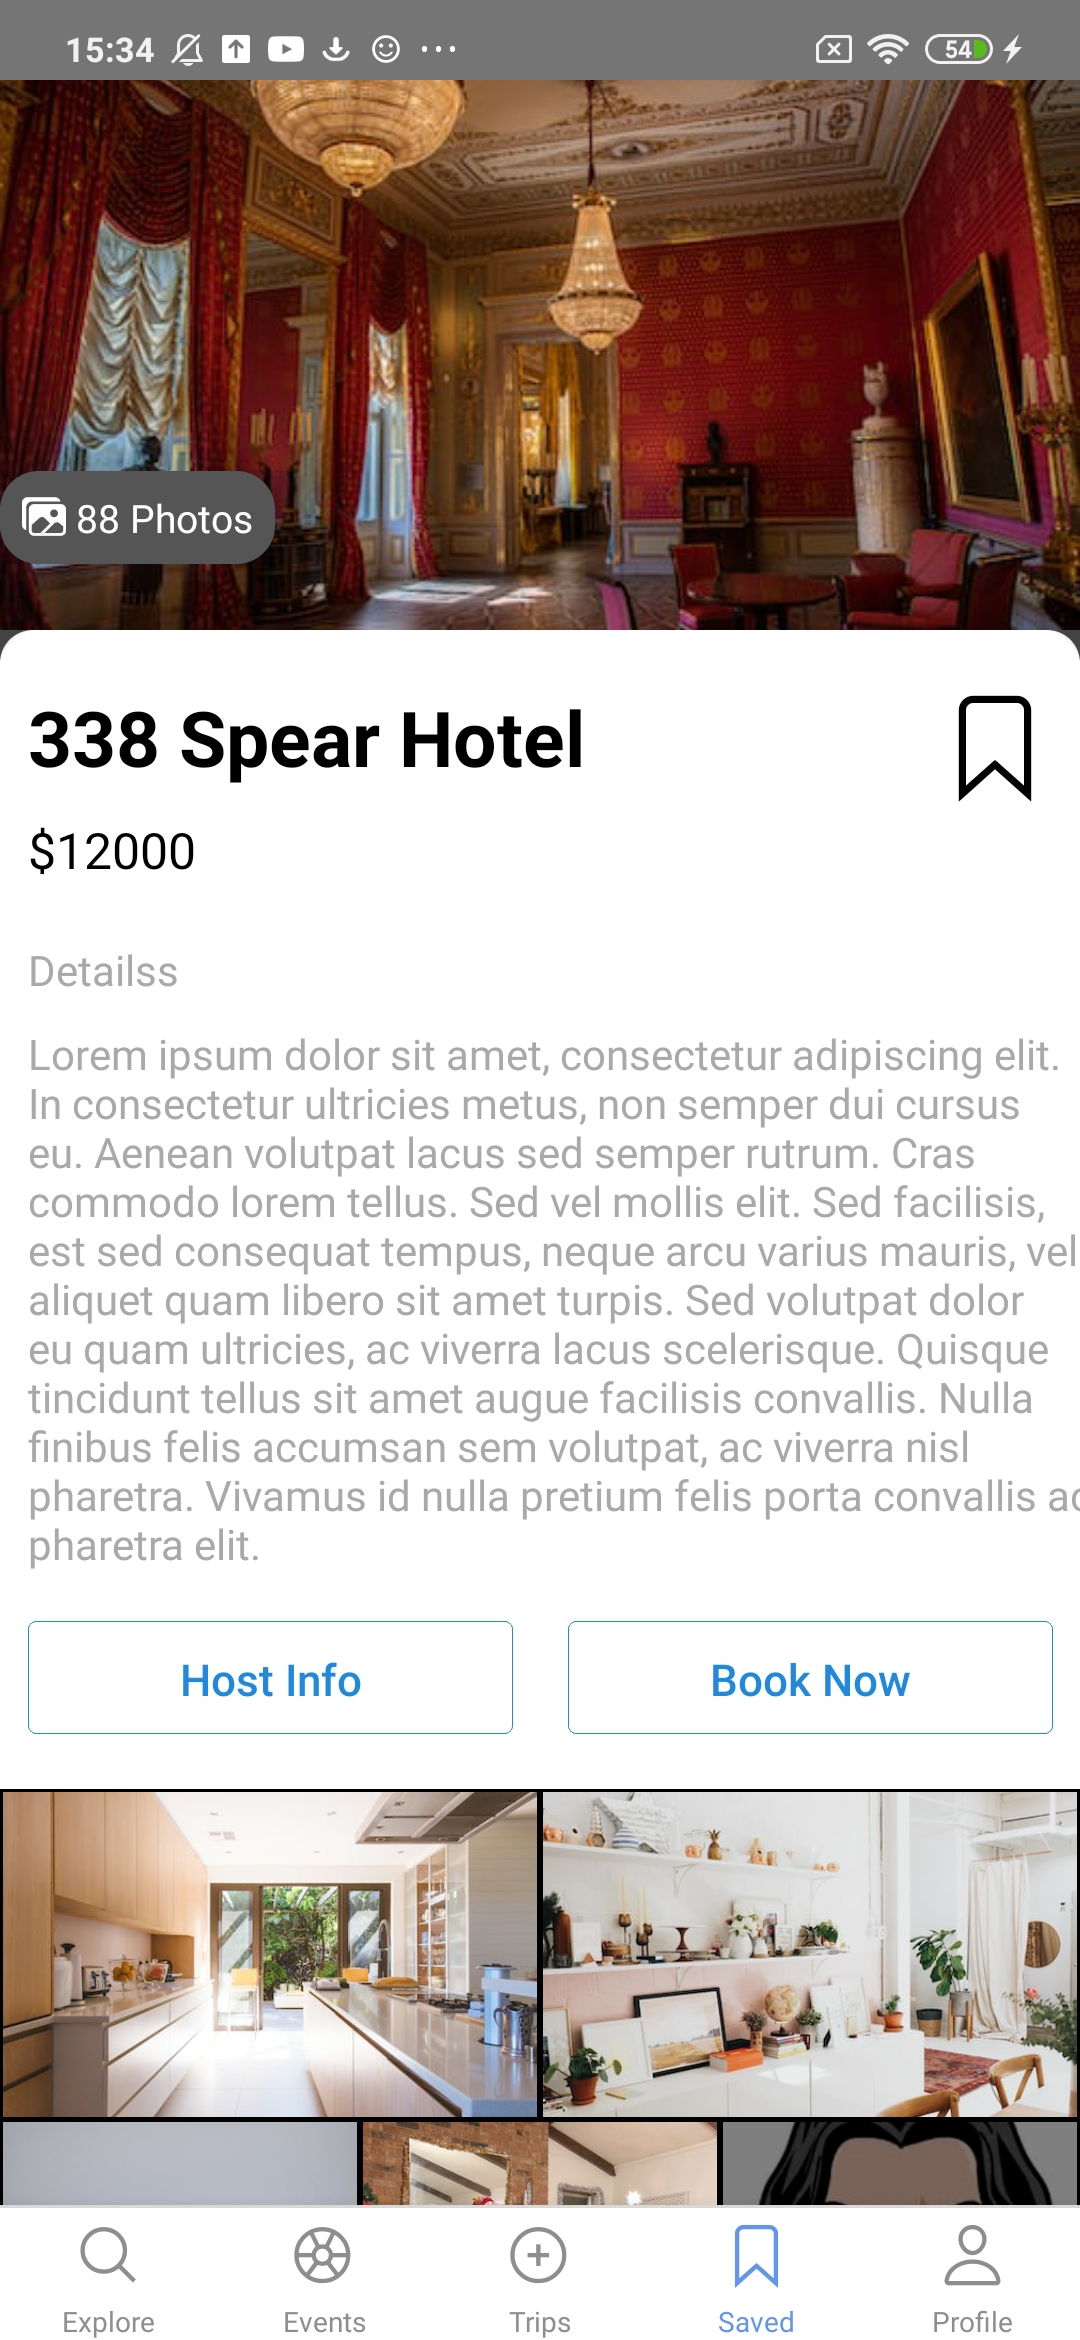 15:34
54
88 Photos
338 Spear Hotel
$12000
Detailss
Lorem ipsum dolor sit amet, consectetur adipiscing elit.
In consectetur ultricies metus, non semper dui cursus
eu. Aenean volutpat lacus sed semper rutrum. Cras
commodo lorem tellus. Sed vel mollis elit. Sed facilisis,
est sed consequat tempus, neque arcu varius mauris, vel
aliquet quam libero sit amet turpis. Sed volutpat dolor
eu quam ultricies, ac viverra lacus scelerisque. Quisque
tincidunt tellus sit amet augue facilisis convallis. Nulla
finibus felis accumsan sem volutpat, ac viverra nisl
pharetra. Vivamus id nulla pretium felis porta convallis ac
pharetra elit.
Host Info Book Now
Explore Events Trips Saved Profile